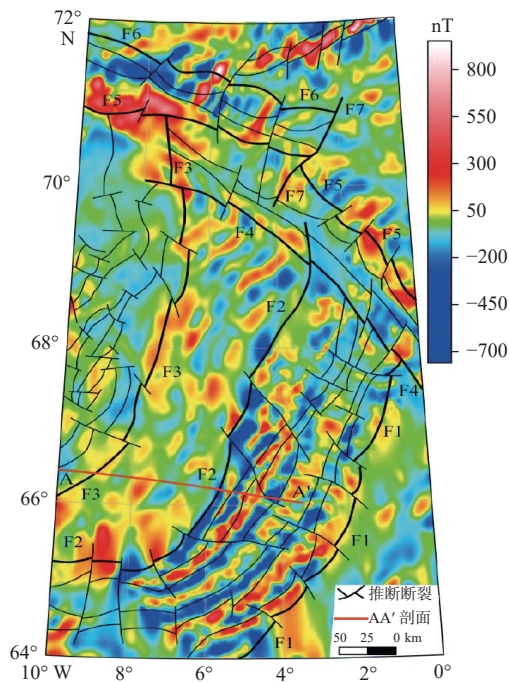 72°
N
nT
F6
800
F5
F6
F7
550
F3
300
70°
F7
F5
50
F4
F5
−200
F2
−450
−700
68°
F3
F4
F1
A
F2
A′
F3
66°
F2
F1
推断断裂
AA′ 剖面
F1
50 25 0 km
64°
10° W 8° 6° 4° 2° 0°